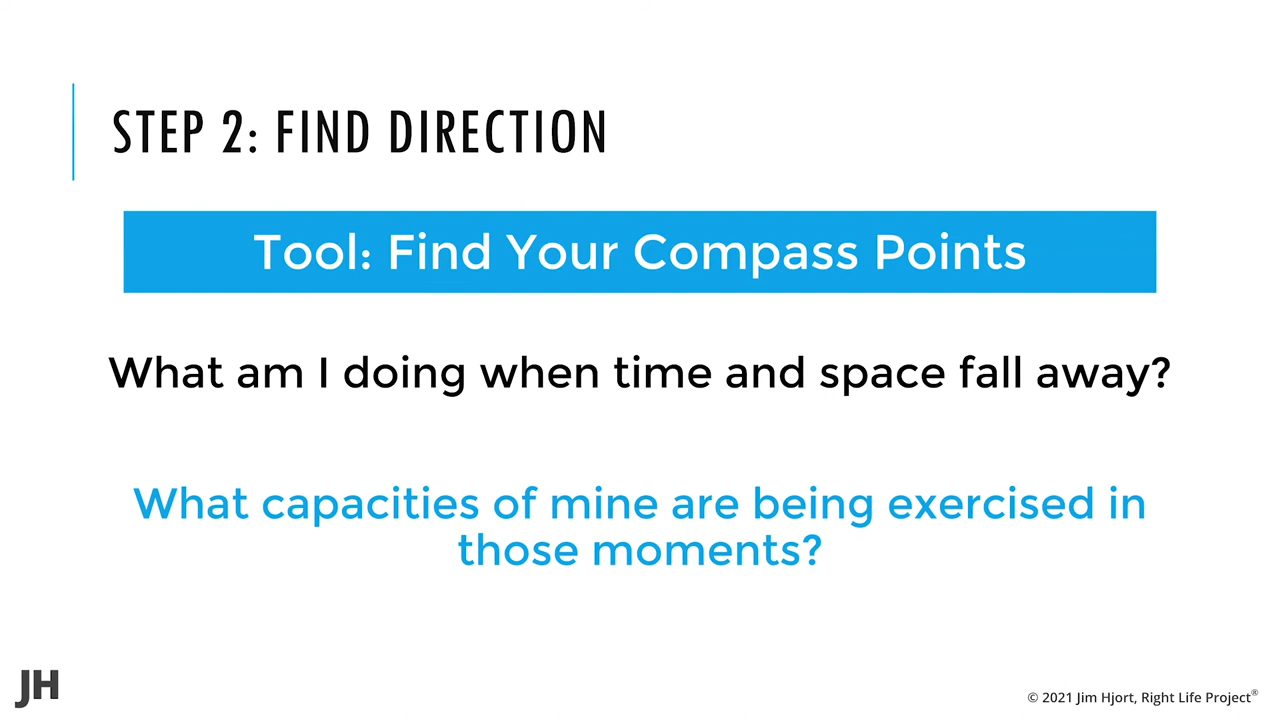 STEP 2: FIND DIRECTION
Tool: Find Your Compass Points
What am I doing when time and space fall away?
What capacities of mine are being exercised in
those moments?
JH
© 2021 Jim Hjort, Right Life Project®